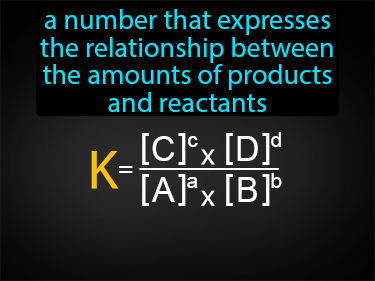 a number that expresses
the relationship between
the amounts of products
and reactants
K= [C]ᶜ x [D]ᵈ
[A]ᵃ x [B]ᵇ